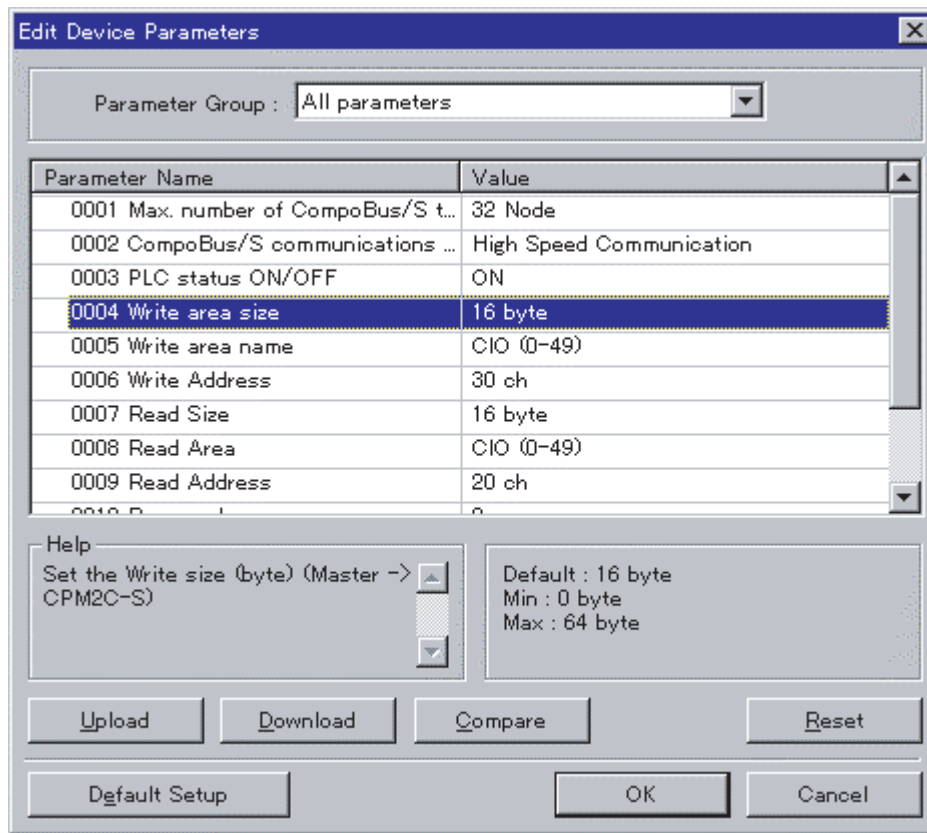 Edit Device Parameters
Parameter Group : All parameters
Parameter Name Value
0001 Max. number of CompoBus/S t... 32 Node
0002 CompoBus/S communications ... High Speed Communication
0003 PLC status ON/OFF ON
0004 Write area size 16 byte
0005 Write area name CIO (0-49)
0006 Write Address 30 ch
0007 Read Size 16 byte
0008 Read Area CIO (0-49)
0009 Read Address 20 ch
Help
Set the Write size (byte) (Master ->
CPM2C-S)
Default : 16 byte
Min : 0 byte
Max : 64 byte
Upload Download Compare Reset
Default Setup OK Cancel